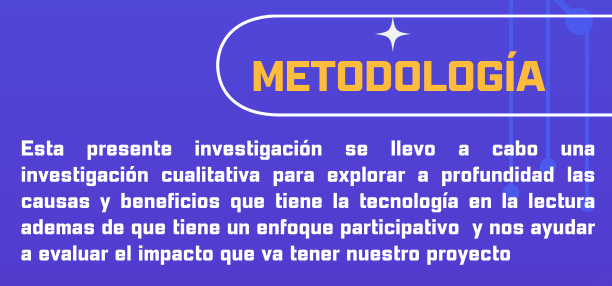 METODOLOGÍA
Esta presente investigación se llevo a cabo una
investigación cualitativa para explorar a profundidad las
causas y beneficios que tiene la tecnología en la lectura
ademas de que tiene un enfoque participativo y nos ayudar
a evaluar el impacto que va tener nuestro proyecto